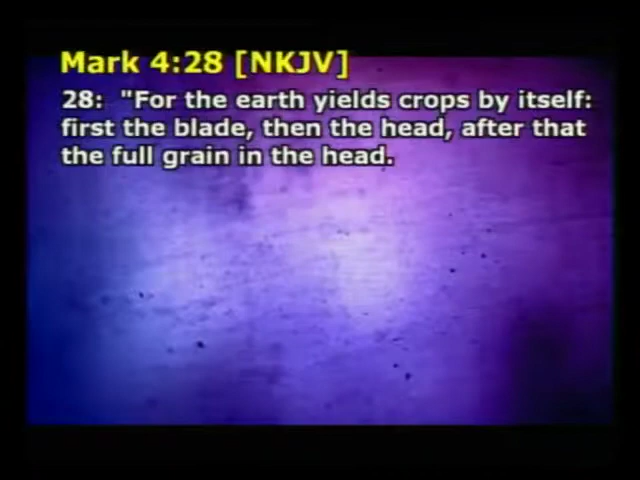 Mark 4:28 [NKJV]
28: "For the earth yields crops by itself:
first the blade, then the head, after that
the full grain in the head.